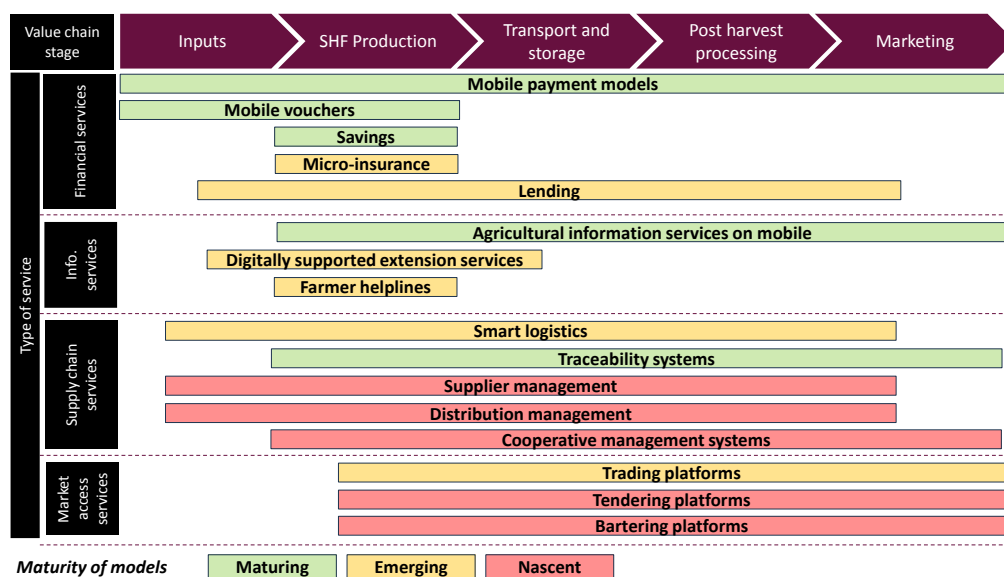 Value chain
stage
Inputs
SHF Production
Transport and
storage
Post harvest
processing
Marketing
Type of service
Financial services
Mobile payment models
Mobile vouchers
Savings
Micro-insurance
Lending
Info.
services
Agricultural information services on mobile
Digitally supported extension services
Farmer helplines
Supply chain
services
Smart logistics
Traceability systems
Supplier management
Distribution management
Cooperative management systems
Market
access
services
Trading platforms
Tendering platforms
Bartering platforms
Maturity of models
Maturing
Emerging
Nascent